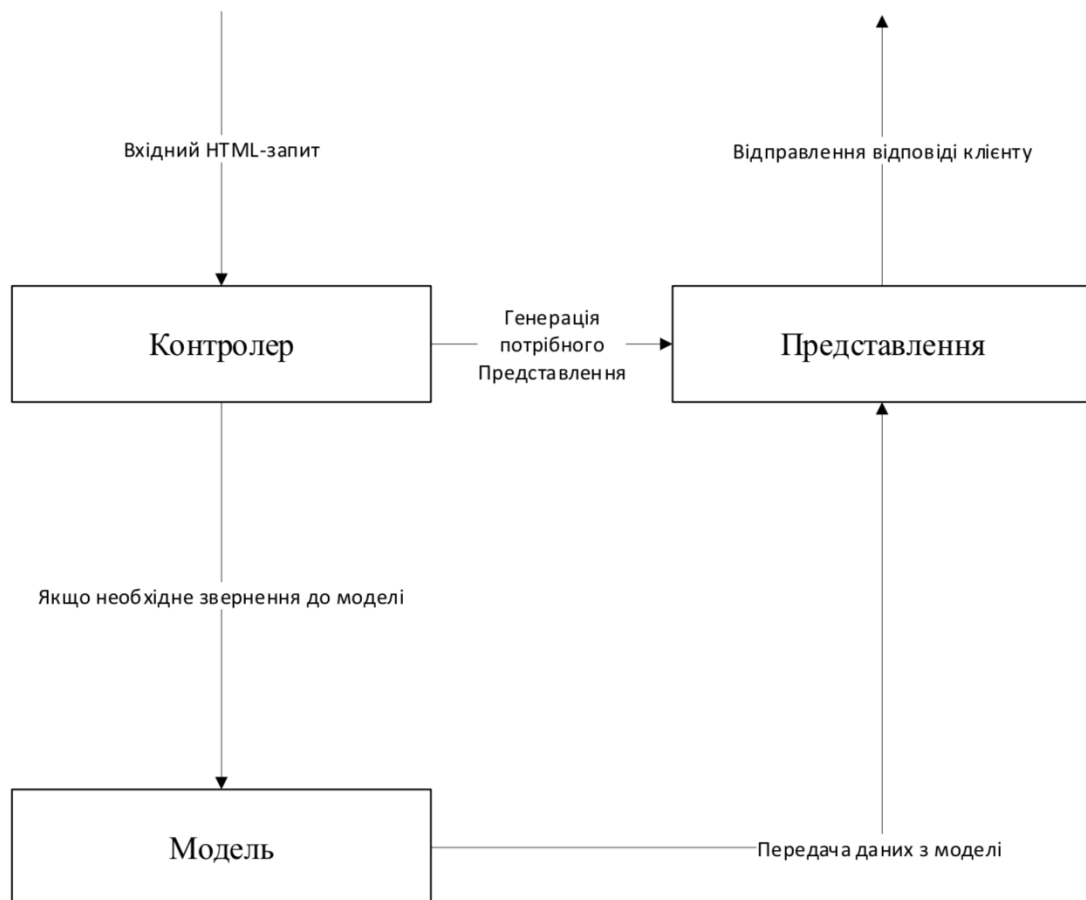 Вхідний HTML-запит
Відправлення відповіді клієнту
Контролер
Генерація
потрібного
Представлення
Представлення
Якщо необхідне звернення до моделі
Модель
Передача даних з моделі